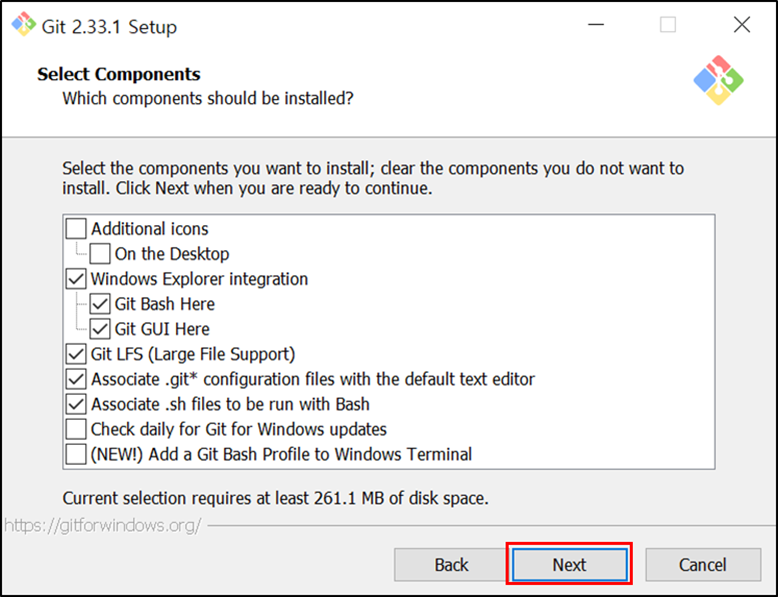 Git 2.33.1 Setup
Select Components
Which components should be installed?
Select the components you want to install; clear the components you do not want to
install. Click Next when you are ready to continue.
Additional icons
On the Desktop
Windows Explorer integration
Git Bash Here
Git GUI Here
Git LFS (Large File Support)
Associate .git* configuration files with the default text editor
Associate .sh files to be run with Bash
Check daily for Git for Windows updates
(NEW!) Add a Git Bash Profile to Windows Terminal
Current selection requires at least 261.1 MB of disk space.
https://gitforwindows.org/
Back Next Cancel